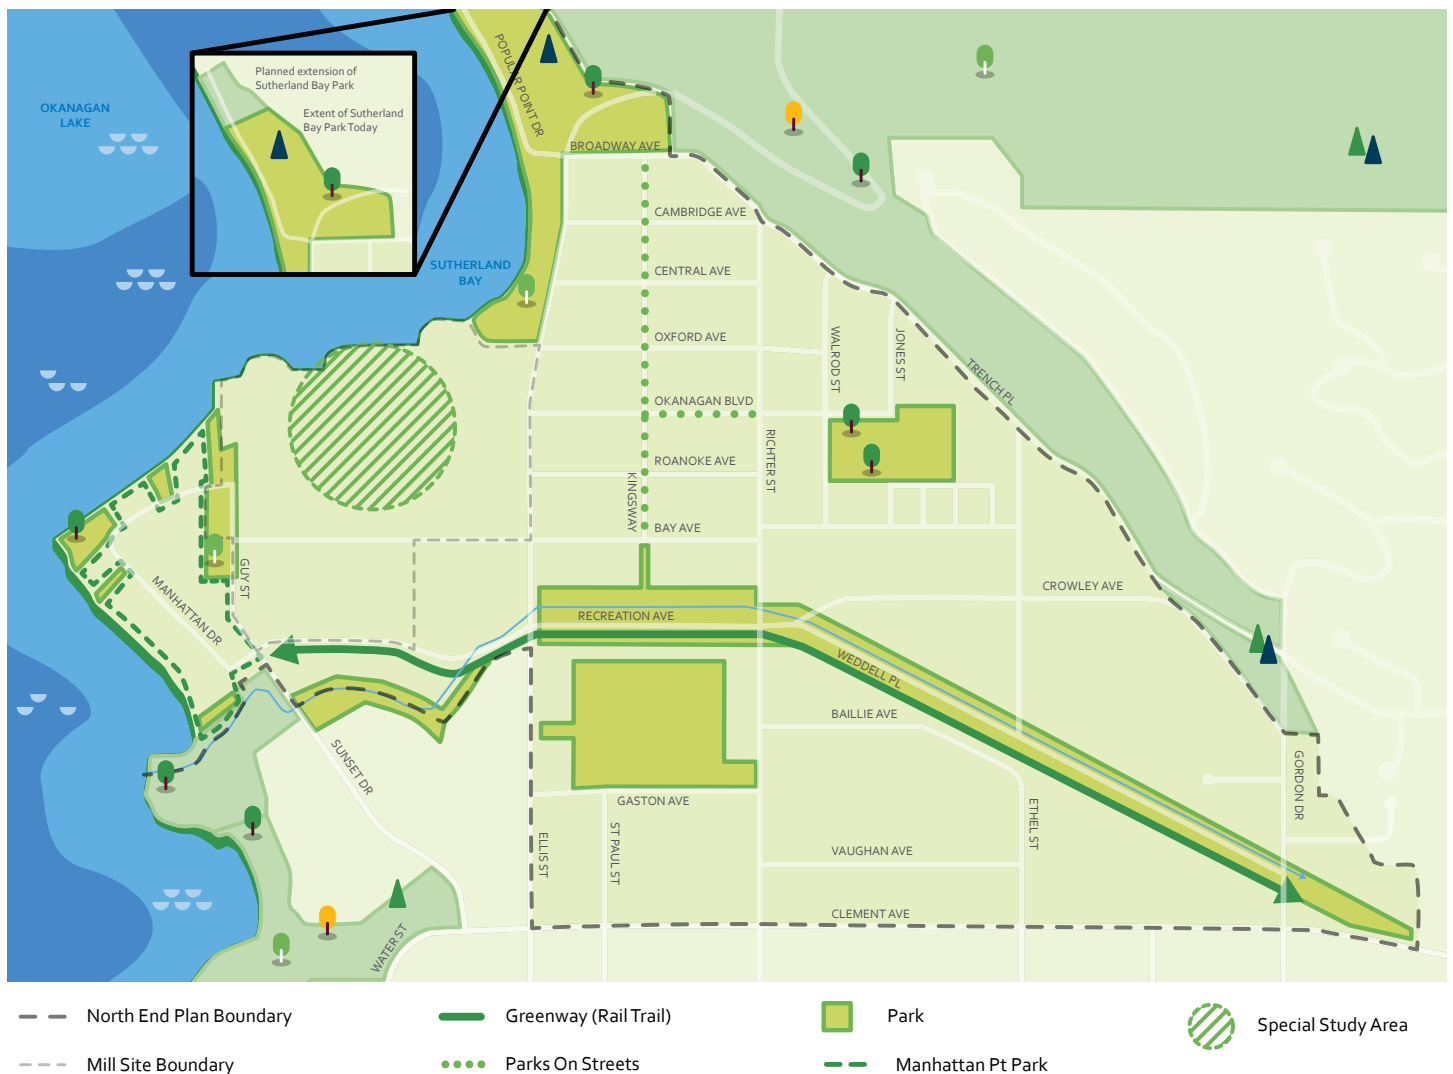 Planned extension of
Sutherland Bay Park
Extent of Sutherland
Bay Park Today
OKANAGAN
LAKE
POPULAR POINT DR
BROADWAY AVE
CAMBRIDGE AVE
SUTHERLAND
BAY
CENTRAL AVE
OXFORD AVE
WALROD ST
JONES ST
TRENCH PL
OKANAGAN BLVD
RICHTER ST
ROANOKE AVE
KINGSWAY
BAY AVE
GUY ST
MANHATTAN DR
CROWLEY AVE
RECREATION AVE
WEDDELL PL
BAILLIE AVE
SUNSET DR
GORDON DR
GASTON AVE
ELLIS ST
ST PAUL ST
ETHEL ST
VAUGHAN AVE
CLEMENT AVE
WATER ST
North End Plan Boundary
Greenway (Rail Trail)
Park
Special Study Area
Mill Site Boundary
Parks On Streets
Manhattan Pt Park